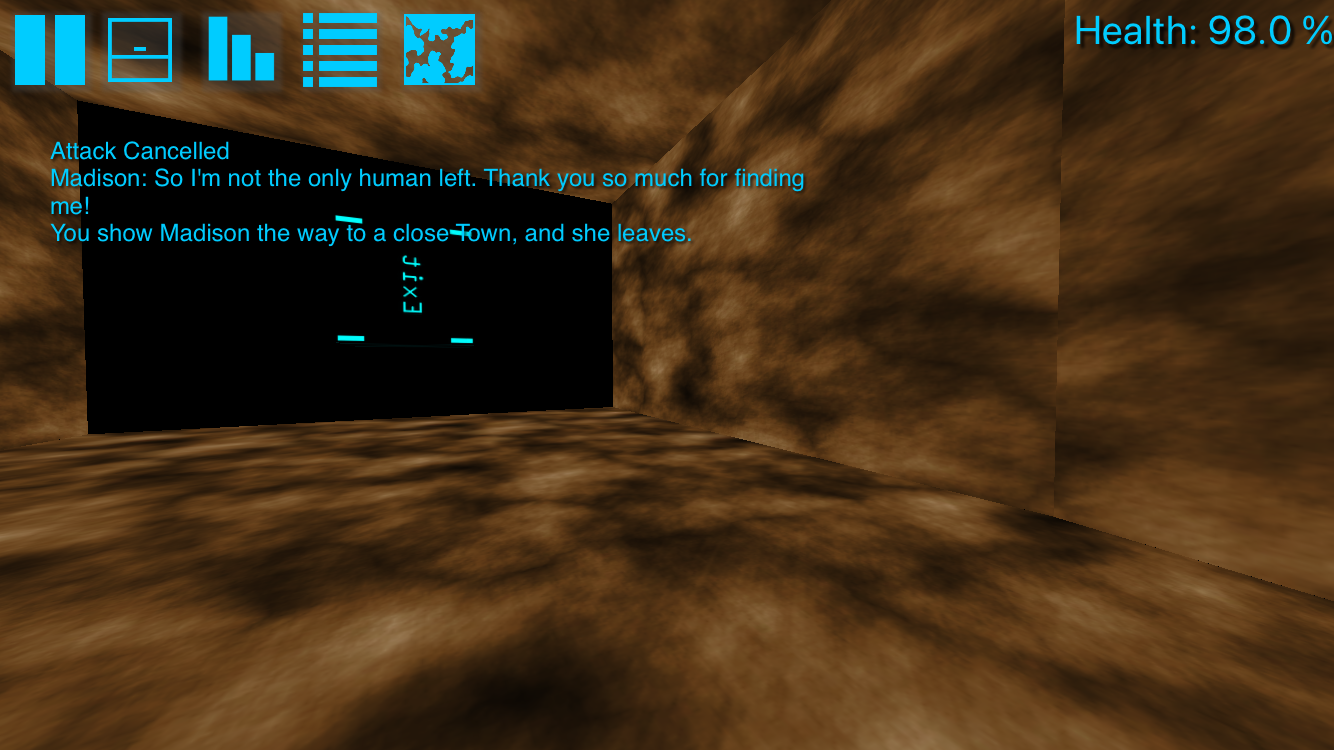 Health: 98.0 %
Attack Cancelled
Madison: So I'm not the only human left. Thank you so much for finding
me!
You show Madison the way to a close Town, and she leaves.
Exit